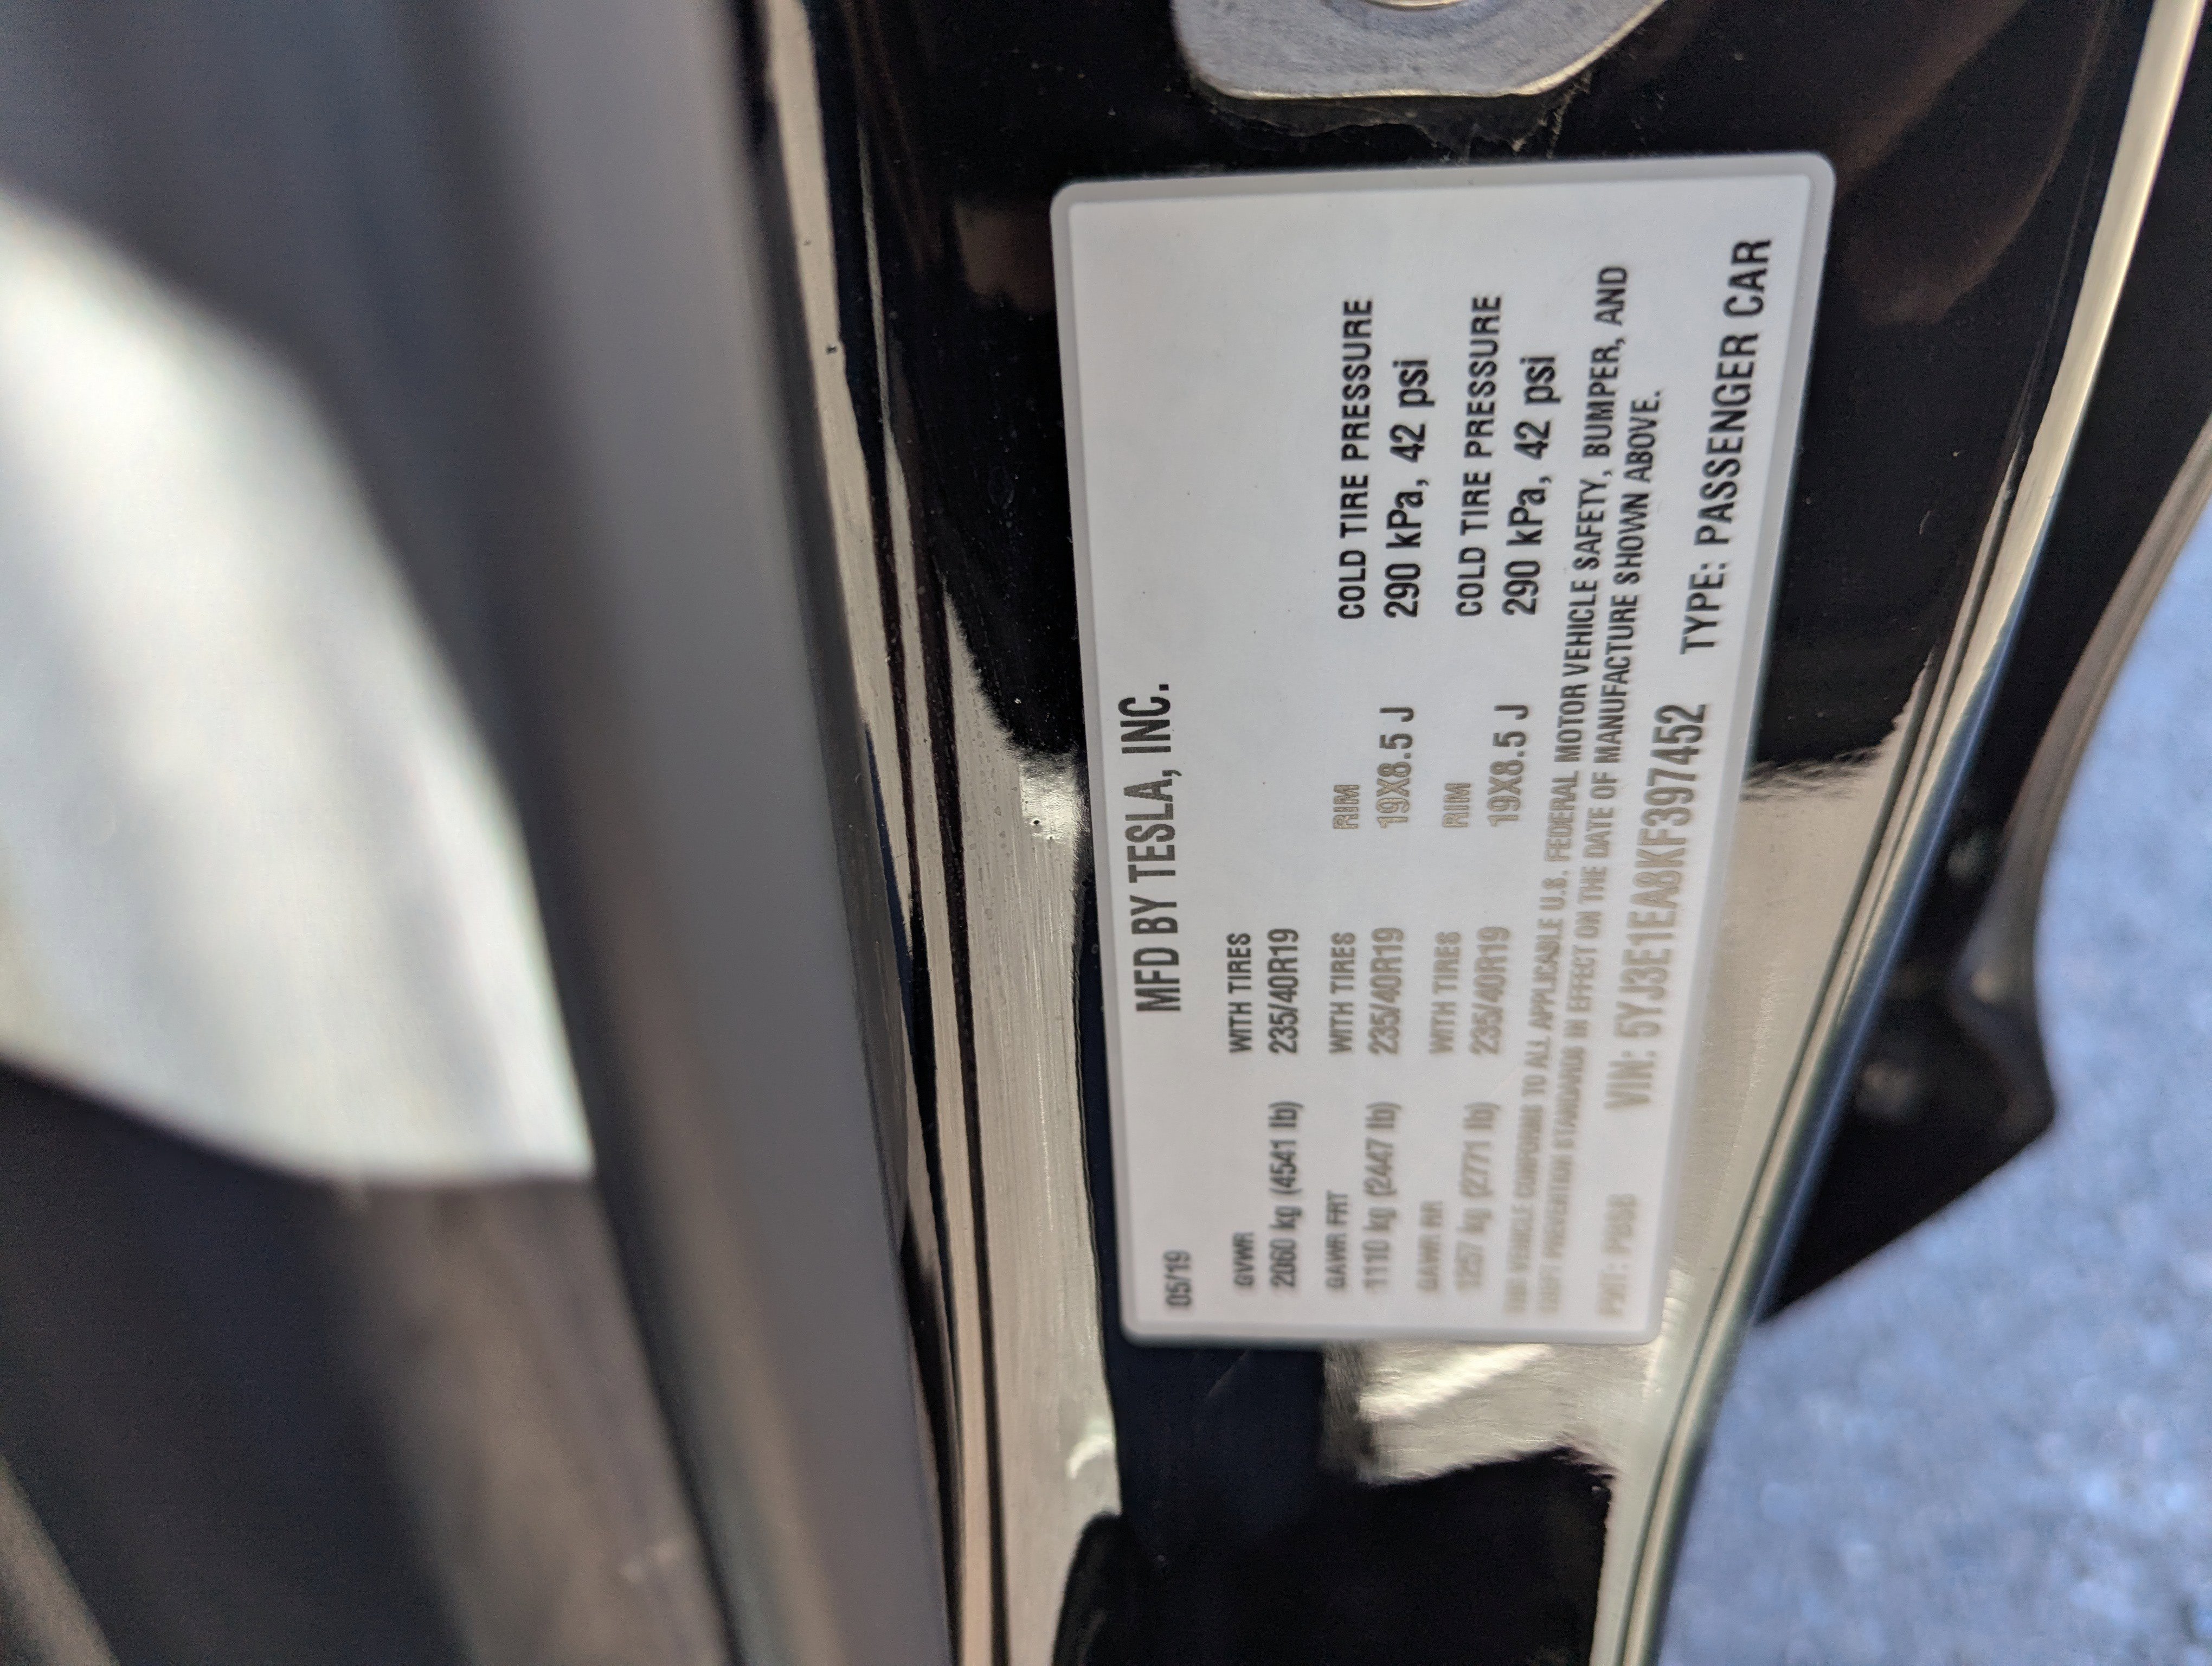 MFD BY TESLA, INC.
05/19
GVWR WITH TIRES
2060 kg (4541 lb) 235/40R19
GAWR FRT WITH TIRES RIM COLD TIRE PRESSURE
1110 kg (2447 lb) 235/40R19 19X8.5 J 290 kPa, 42 psi
GAWR RR WITH TIRES RIM COLD TIRE PRESSURE
1257 kg (2771 lb) 235/40R19 19X8.5 J 290 kPa, 42 psi
THIS VEHICLE CONFORMS TO ALL APPLICABLE U.S. FEDERAL MOTOR VEHICLE SAFETY, BUMPER, AND
THEFT PREVENTION STANDARDS IN EFFECT ON THE DATE OF MANUFACTURE SHOWN ABOVE.
PNT: VIN: 5YJ3E1EA8KF397452 TYPE: PASSENGER CAR